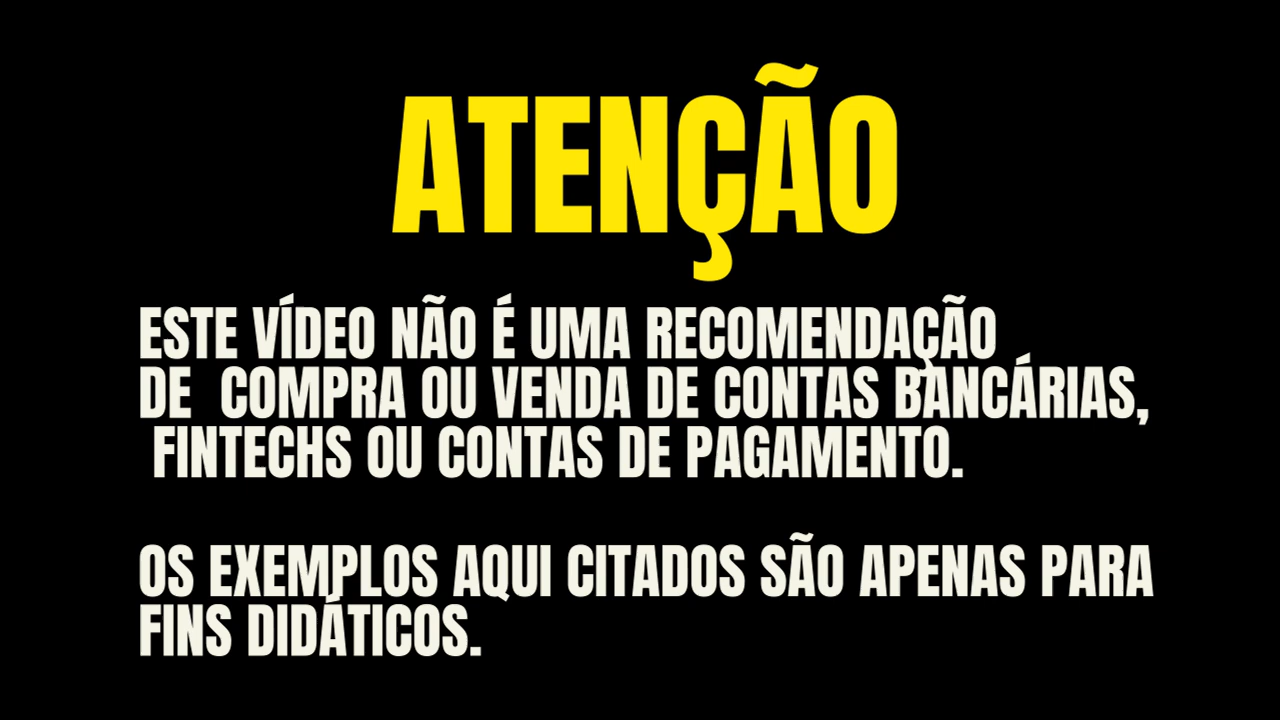 ATENÇÃO
ESTE VÍDEO NÃO É UMA RECOMENDAÇÃO
DE COMPRA OU VENDA DE CONTAS BANCÁRIAS,
FINTECHS OU CONTAS DE PAGAMENTO.
OS EXEMPLOS AQUI CITADOS SÃO APENAS PARA
FINS DIDÁTICOS.